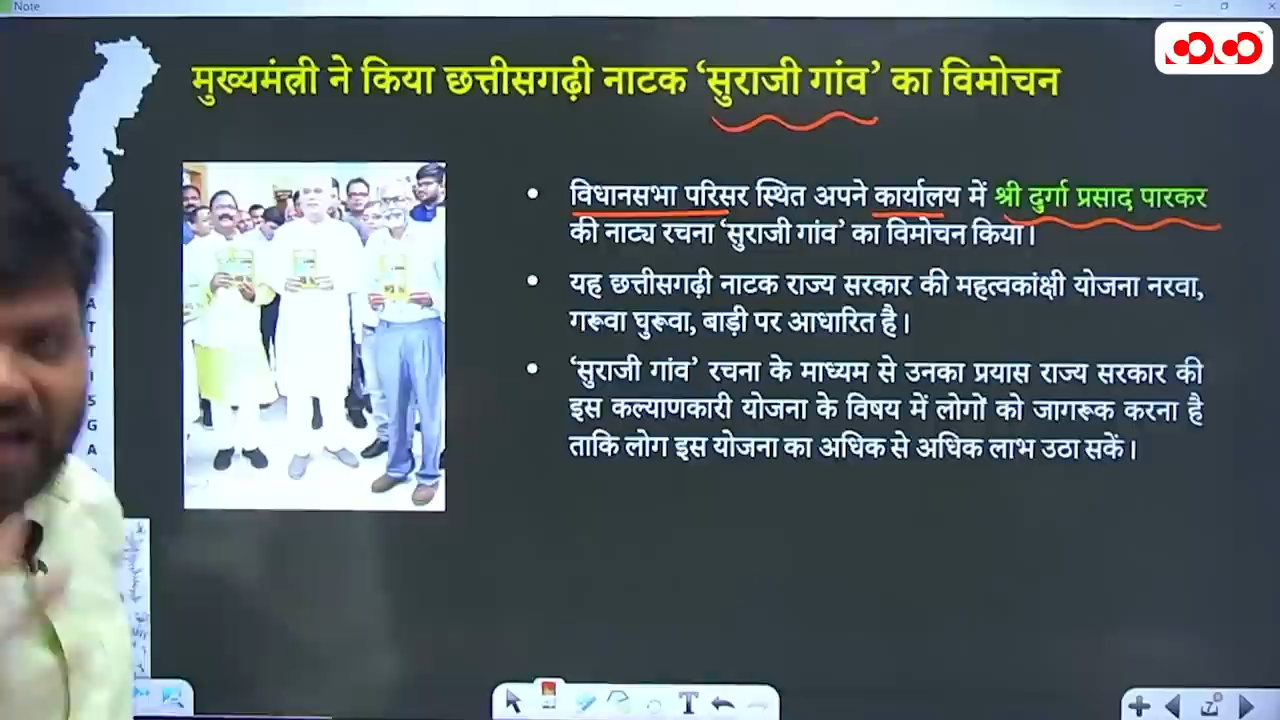 Note
मुख्यमंत्री ने किया छत्तीसगढ़ी नाटक ‘सुराजी गांव’ का विमोचन
• विधानसभा परिसर स्थित अपने कार्यालय में श्री दुर्गा प्रसाद पारकर
की नाट्य रचना ‘सुराजी गांव’ का विमोचन किया।
• यह छत्तीसगढ़ी नाटक राज्य सरकार की महत्वकांक्षी योजना नरवा,
गरूवा घुरूवा, बाड़ी पर आधारित है।
• ‘सुराजी गांव’ रचना के माध्यम से उनका प्रयास राज्य सरकार की
इस कल्याणकारी योजना के विषय में लोगों को जागरूक करना है
ताकि लोग इस योजना का अधिक से अधिक लाभ उठा सकें।
A
T
T
I
S
G
A